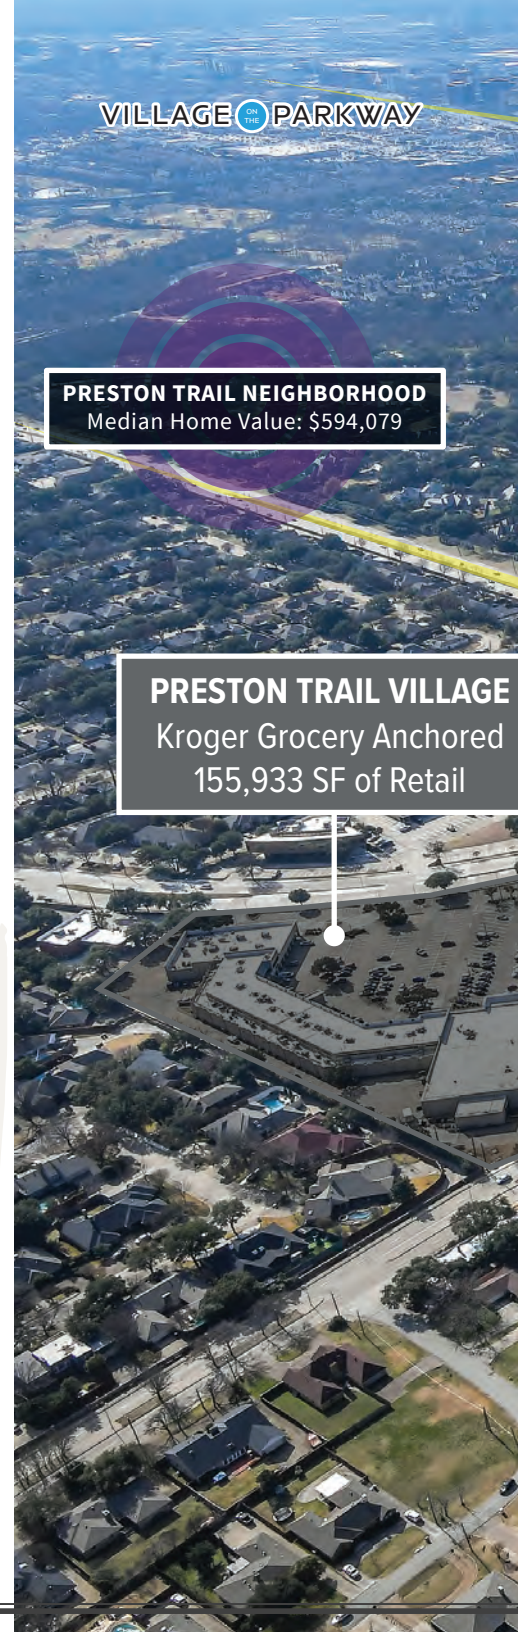 VILLAGE ON THE PARKWAY
PRESTON TRAIL NEIGHBORHOOD
Median Home Value: $594,079
PRESTON TRAIL VILLAGE
Kroger Grocery Anchored
155,933 SF of Retail